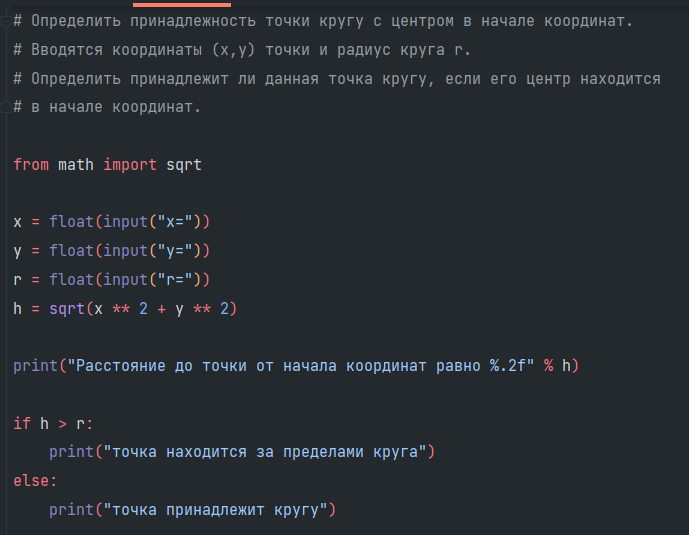 # Определить принадлежность точки кругу с центром в начале координат.
# Вводятся координаты (x,y) точки и радиус круга r.
# Определить принадлежит ли данная точка кругу, если его центр находится
# в начале координат.
from math import sqrt
x = float(input("x="))
y = float(input("y="))
r = float(input("r="))
h = sqrt(x ** 2 + y ** 2)
print("Расстояние до точки от начала координат равно %.2f" % h)
if h > r:
    print("точка находится за пределами круга")
else:
    print("точка принадлежит кругу")